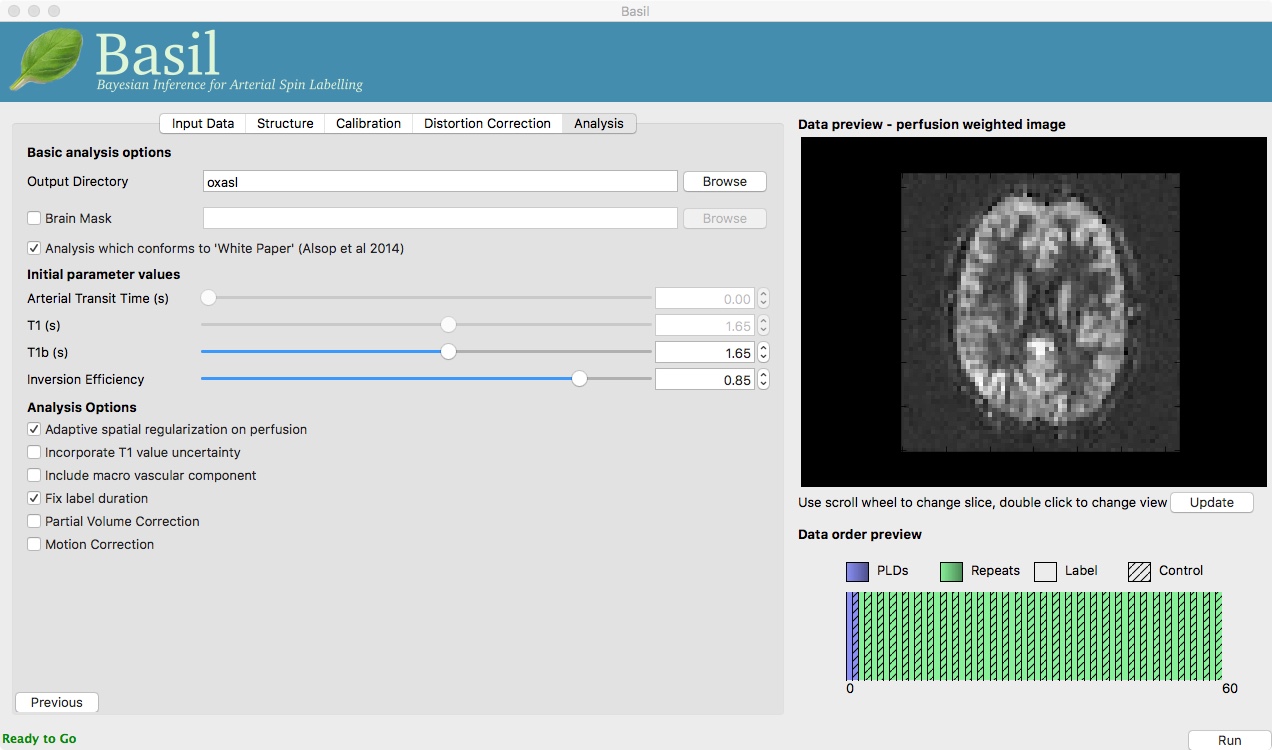 Basil
Basil
Bayesian Inference for Arterial Spin Labelling
Input Data Structure Calibration Distortion Correction Analysis
Basic analysis options
Output Directory oxasl Browse
Brain Mask Browse
Analysis which conforms to 'White Paper' (Alsop et al 2014)
Initial parameter values
Arterial Transit Time (s) 0.00
T1 (s) 1.65
T1b (s) 1.65
Inversion Efficiency 0.85
Analysis Options
Adaptive spatial regularization on perfusion
Incorporate T1 value uncertainty
Include macro vascular component
Fix label duration
Partial Volume Correction
Motion Correction
Previous
Data preview - perfusion weighted image
Use scroll wheel to change slice, double click to change view Update
Data order preview
PLDs Repeats Label Control
0 60
Ready to Go
Run